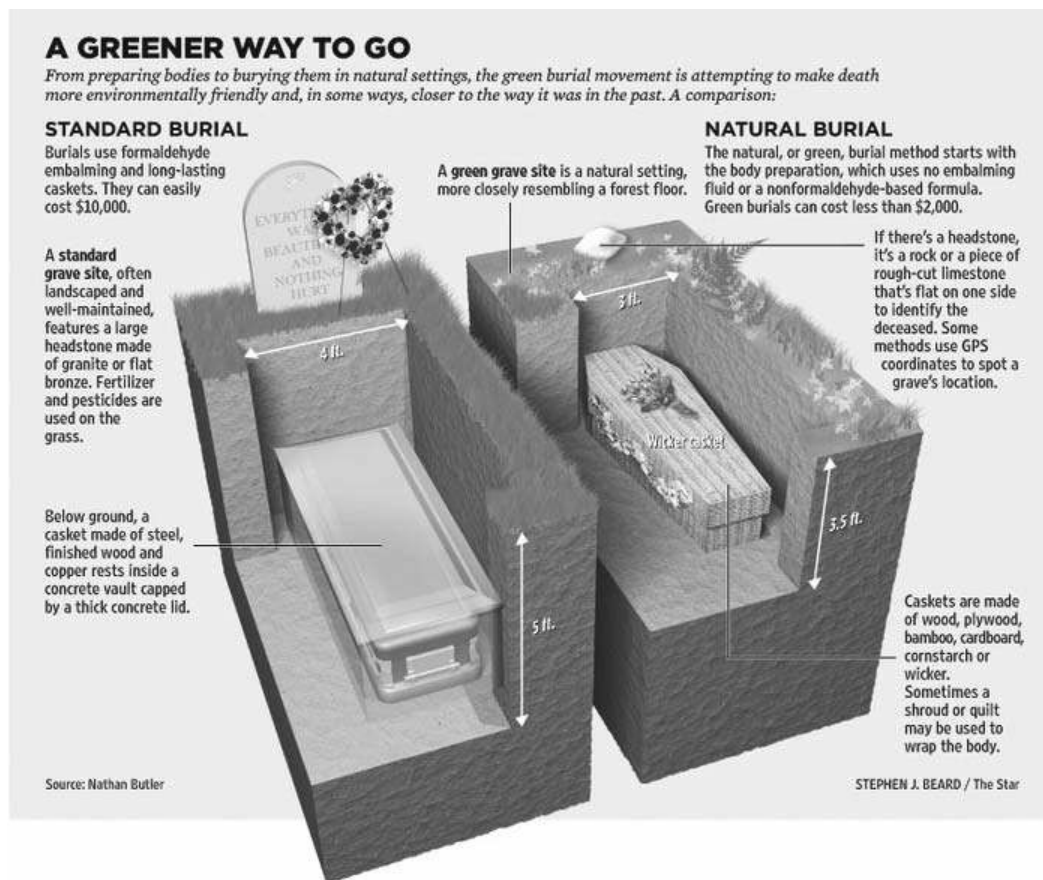 A GREENER WAY TO GO
From preparing bodies to burying them in natural settings, the green burial movement is attempting to make death
more environmentally friendly and, in some ways, closer to the way it was in the past. A comparison:
STANDARD BURIAL
Burials use formaldehyde
embalming and long-lasting
caskets. They can easily
cost $10,000.
A standard
grave site, often
landscaped and
well-maintained,
features a large
headstone made
of granite or flat
bronze. Fertilizer
and pesticides are
used on the
grass.
Below ground, a
casket made of steel,
finished wood and
copper rests inside a
concrete vault capped
by a thick concrete lid.
EVERYTH
WAS
BEAUTIF
AND
NOTHING
HURT
4 ft.
5 ft.
A green grave site is a natural setting,
more closely resembling a forest floor.
NATURAL BURIAL
The natural, or green, burial method starts with
the body preparation, which uses no embalming
fluid or a nonformaldehyde-based formula.
Green burials can cost less than $2,000.
If there's a headstone,
it's a rock or a piece of
rough-cut limestone
that's flat on one side
to identify the
deceased. Some
methods use GPS
coordinates to spot a
grave's location.
3 ft.
Wicker casket
3.5 ft.
Caskets are made
of wood, plywood,
bamboo, cardboard,
cornstarch or
wicker.
Sometimes a
shroud or quilt
may be used to
wrap the body.
Source: Nathan Butler
STEPHEN J. BEARD / The Star